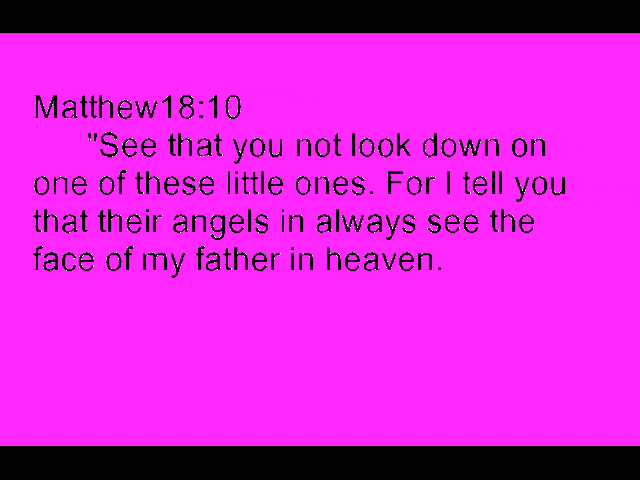 Matthew18:10
"See that you not look down on
one of these little ones. For I tell you
that their angels in always see the
face of my father in heaven.